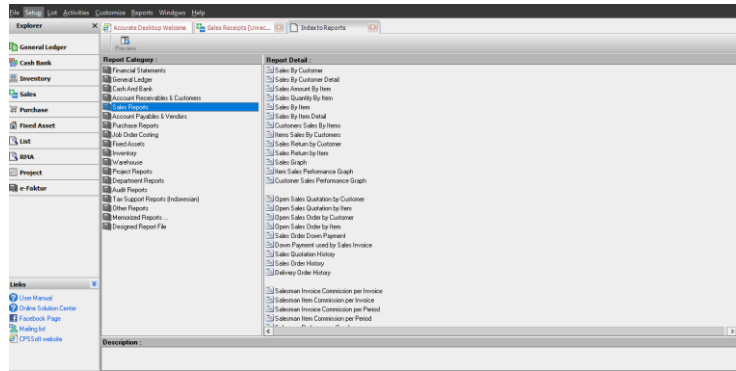 File Setup List Activities Customise Reports Windows Help
Explorer X
Accurate Desktop Welcome
Sales Receipts [Unrec...
Index to Reports
Preview
General Ledger
Cash Bank
Inventory
Sales
Purchase
Fixed Asset
List
RMA
Project
e-Faktur
Links
User Manual
Online Solution Center
Facebook Page
Mailing list
CPSSoft website
Report Category :
Financial Statements
General Ledger
Cash And Bank
Account Receivables & Customers
Sales Reports
Account Payables & Vendors
Purchase Reports
Job Order Costing
Fixed Assets
Inventory
Warehouse
Project Reports
Department Reports
Audit Reports
Tax Support Reports (Indonesian)
Other Reports
Memorized Reports ...
Designed Report File
Report Detail :
Sales By Customer
Sales By Customer Detail
Sales Amount By Item
Sales Quantity By Item
Sales By Item
Sales By Item Detail
Customers Sales By Items
Items Sales By Customers
Sales Return by Customer
Sales Return by Item
Sales Graph
Item Sales Performance Graph
Customer Sales Performance Graph
Open Sales Quotation by Customer
Open Sales Quotation by Item
Open Sales Order by Customer
Open Sales Order by Item
Sales Order Down Payment
Down Payment used by Sales Invoice
Sales Quotation History
Sales Order History
Delivery Order History
Salesman Invoice Commission per Invoice
Salesman Item Commission per Invoice
Salesman Invoice Commission per Period
Salesman Item Commission per Period
Description :